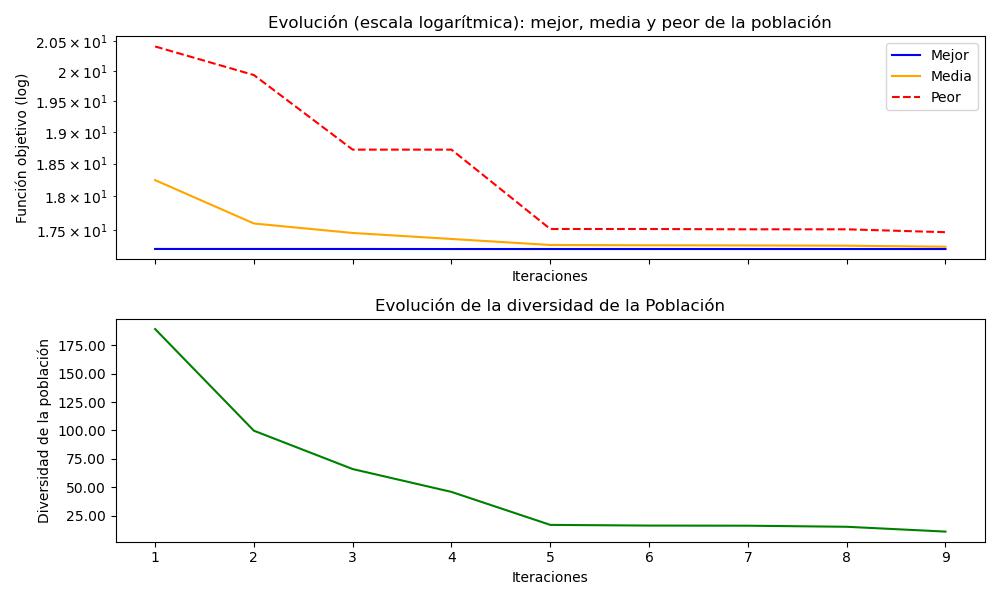 Evolución (escala logarítmica): mejor, media y peor de la población
Función objetivo (log)
2.05 × 10¹
2 × 10¹
1.95 × 10¹
1.9 × 10¹
1.85 × 10¹
1.8 × 10¹
1.75 × 10¹
Mejor
Media
Peor
Iteraciones
Evolución de la diversidad de la Población
Diversidad de la población
175.00
150.00
125.00
100.00
75.00
50.00
25.00
1 2 3 4 5 6 7 8 9
Iteraciones